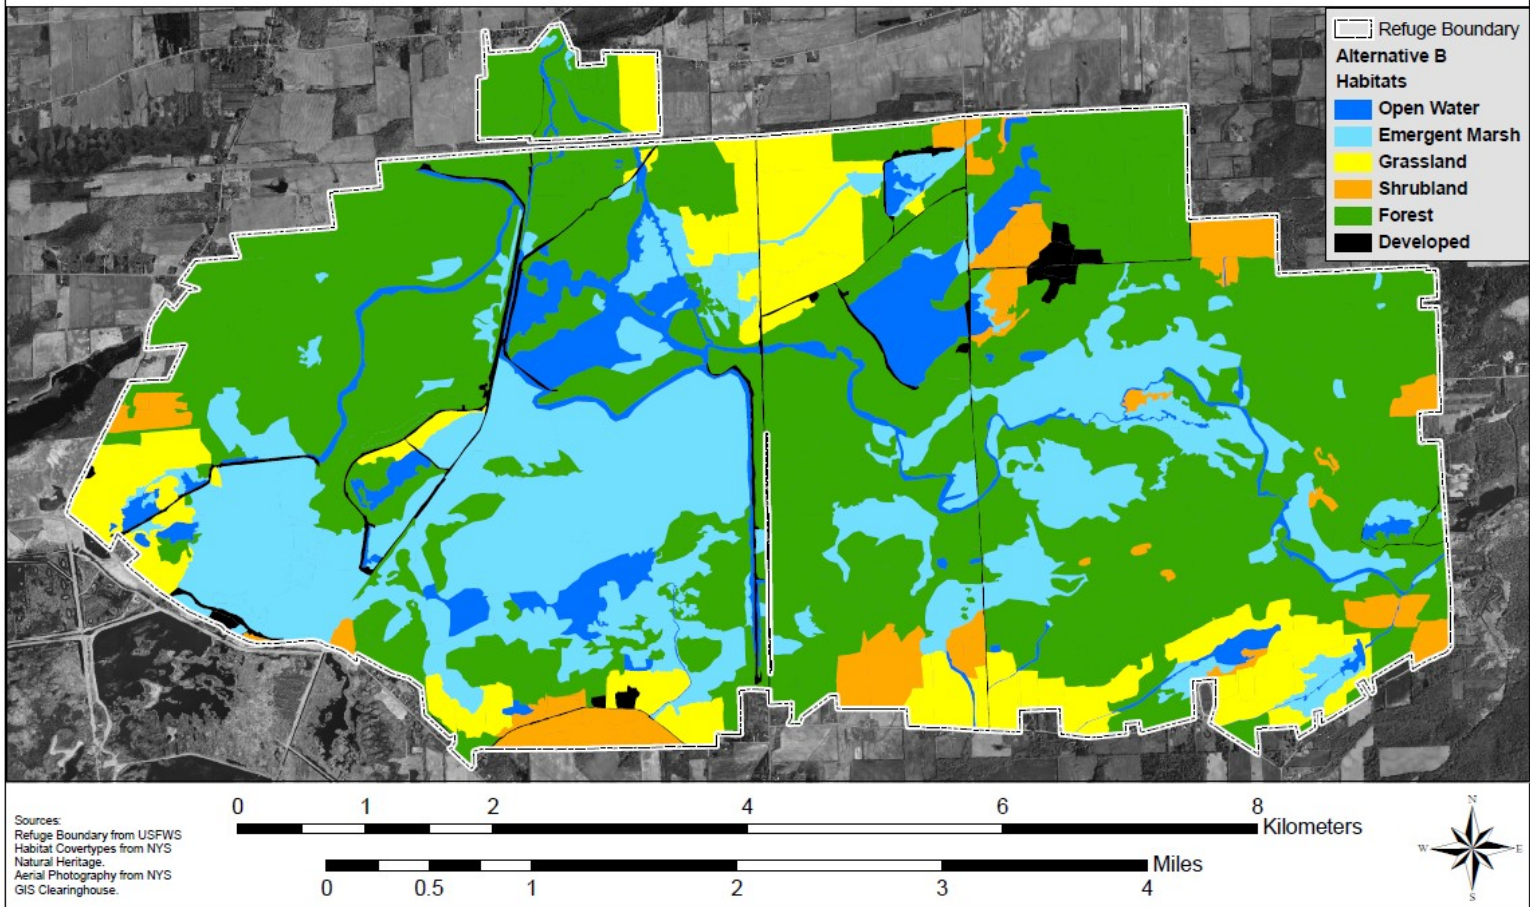 Refuge Boundary
Alternative B
Habitats
Open Water
Emergent Marsh
Grassland
Shrubland
Forest
Developed
0 1 2 4 6 8
Kilometers
Miles
0 0.5 1 2 3 4
Sources:
Refuge Boundary from USFWS
Habitat Covertypes from NYS
Natural Heritage.
Aerial Photography from NYS
GIS Clearinghouse.
N
W E
S